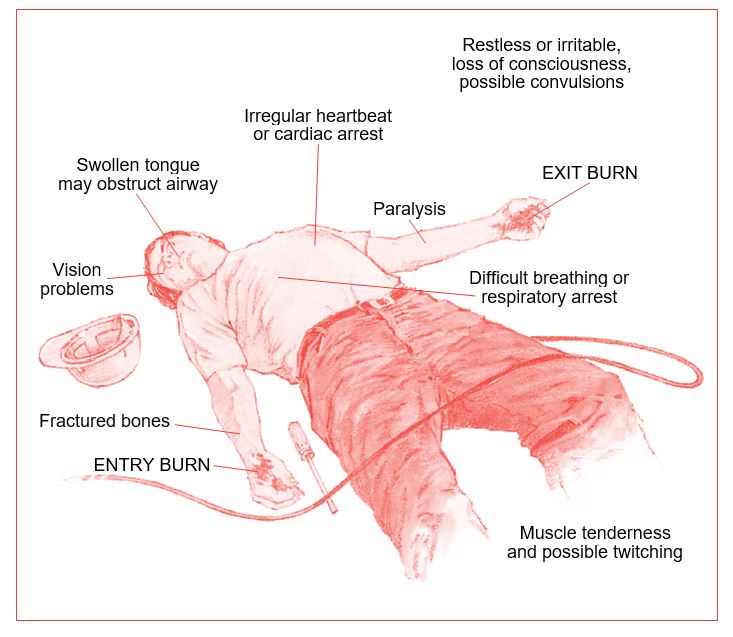 Restless or irritable,
loss of consciousness,
possible convulsions
Irregular heartbeat
or cardiac arrest
Swollen tongue
may obstruct airway
EXIT BURN
Paralysis
Vision
problems
Difficult breathing or
respiratory arrest
Fractured bones
ENTRY BURN
Muscle tenderness
and possible twitching